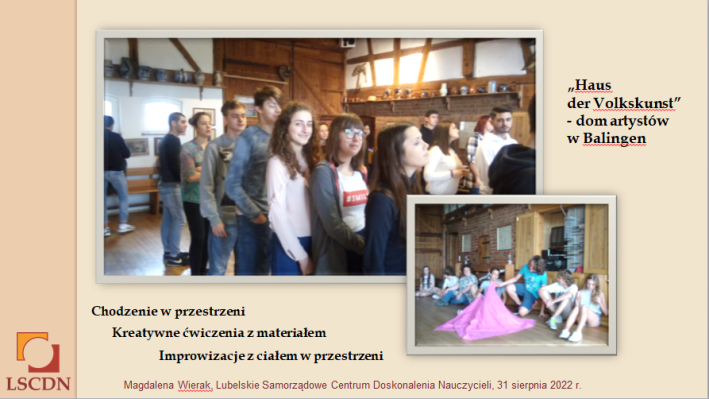 „Haus
der Volkskunst”
- dom artystów
w Balingen
Chodzenie w przestrzeni
Kreatywne ćwiczenia z materiałem
Improwizacje z ciałem w przestrzeni
LSCDN
Magdalena Wierak, Lubelskie Samorządowe Centrum Doskonalenia Nauczycieli, 31 sierpnia 2022 r.